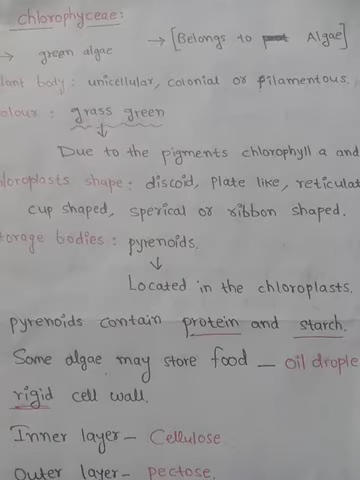 chlorophyceae:
→ green algae → [Belongs to Algae]
lant body: unicellular, colonial or filamentous.
olour: grass green
↓
Due to the pigments chlorophyll a and
hloroplasts shape: discoid, plate like, reticulat
cup shaped, sperical or ribbon shaped.
torage bodies: pyrenoids.
↓
Located in the chloroplasts.
pyrenoids contain protein and starch.
Some algae may store food – oil drople
rigid cell wall.
Inner layer – Cellulose
Outer layer – pectose.